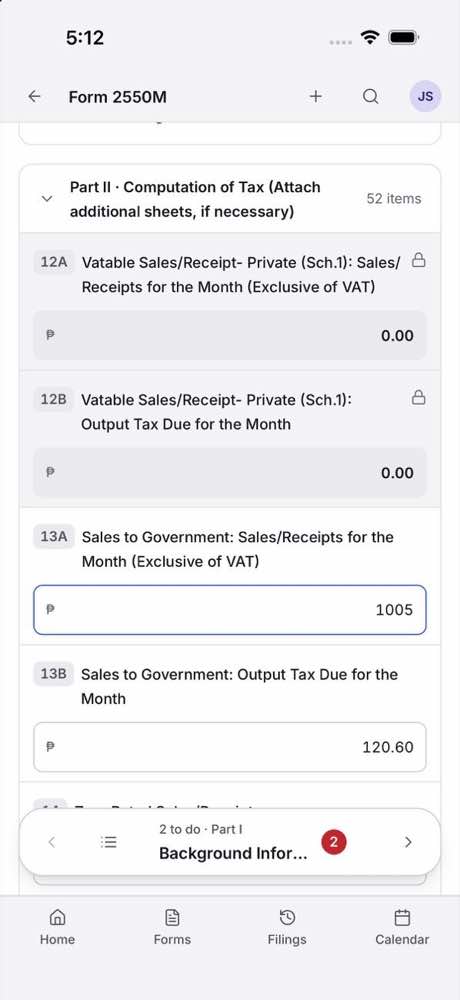 5:12
Form 2550M
JS
Part II · Computation of Tax (Attach
additional sheets, if necessary)
52 items
12A
Vatable Sales/Receipt- Private (Sch.1): Sales/
Receipts for the Month (Exclusive of VAT)
₱
0.00
12B
Vatable Sales/Receipt- Private (Sch.1):
Output Tax Due for the Month
₱
0.00
13A
Sales to Government: Sales/Receipts for the
Month (Exclusive of VAT)
₱
1005
13B
Sales to Government: Output Tax Due for the
Month
₱
120.60
2 to do · Part I
Background Infor...
2
Home
Forms
Filings
Calendar